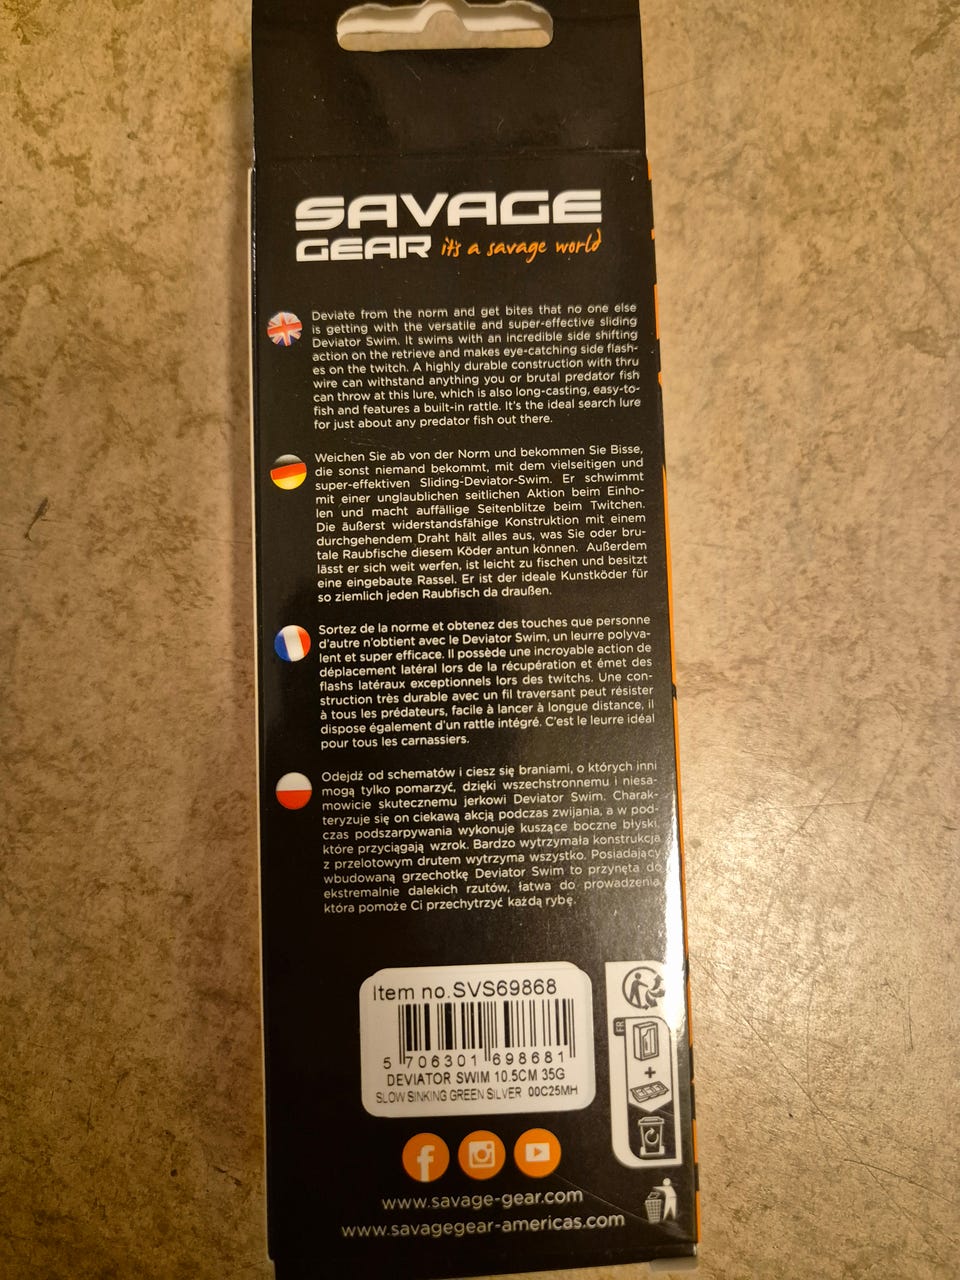 SAVAGE
GEAR it's a savage world
Deviate from the norm and get bites that no one else
is getting with the versatile and super-effective sliding
Deviator Swim. It swims with an incredible side shifting
action on the retrieve and makes eye-catching side flash-
es on the twitch. A highly durable construction with thru
wire can withstand anything you or brutal predator fish
can throw at this lure, which is also long-casting, easy-to-
fish and features a built-in rattle. It's the ideal search lure
for just about any predator fish out there.
Weichen Sie ab von der Norm und bekommen Sie Bisse,
die sonst niemand bekommt, mit dem vielseitigen und
super-effektiven Sliding-Deviator-Swim. Er schwimmt
mit einer unglaublichen seitlichen Aktion beim Einho-
len und macht auffällige Seitenblitze beim Twitchen.
Die äußerst widerstandsfähige Konstruktion mit einem
durchgehendem Draht hält alles aus, was Sie oder bru-
tale Raubfische diesem Köder antun können. Außerdem
lässt er sich weit werfen, ist leicht zu fischen und besitzt
eine eingebaute Rassel. Er ist der ideale Kunstköder für
so ziemlich jeden Raubfisch da draußen.
Sortez de la norme et obtenez des touches que personne
d'autre n'obtient avec le Deviator Swim, un leurre polyva-
lent et super efficace. Il possède une incroyable action de
déplacement latéral lors de la récupération et émet des
flashs latéraux exceptionnels lors des twitchs. Une con-
struction très durable avec un fil traversant peut résister
à tous les prédateurs, facile à lancer à longue distance, il
dispose également d'un rattle intégré. C'est le leurre idéal
pour tous les carnassiers.
Odejdź od schematów i ciesz się braniami, o których inni
mogą tylko pomarzyć, dzięki wszechstronnemu i niesa-
mowicie skutecznemu jerkowi Deviator Swim. Charak-
teryzuje się on ciekawą akcją podczas zwijania, a w pod-
czas podszarpywania wykonuje kuszące boczne błyski,
które przyciągają wzrok. Bardzo wytrzymała konstrukcja
z przelotowym drutem wytrzyma wszystko. Posiadający
wbudowaną grzechotkę Deviator Swim to przynęta do
ekstremalnie dalekich rzutów, łatwa do prowadzenia,
która pomoże Ci przechytrzyć każdą rybę.
Item no.SVS69868
5 706301 698681
DEVIATOR SWIM 10.5CM 35G
SLOW SINKING GREEN SILVER 00C25MH
FR
+
www.savage-gear.com
www.savagegear-americas.com